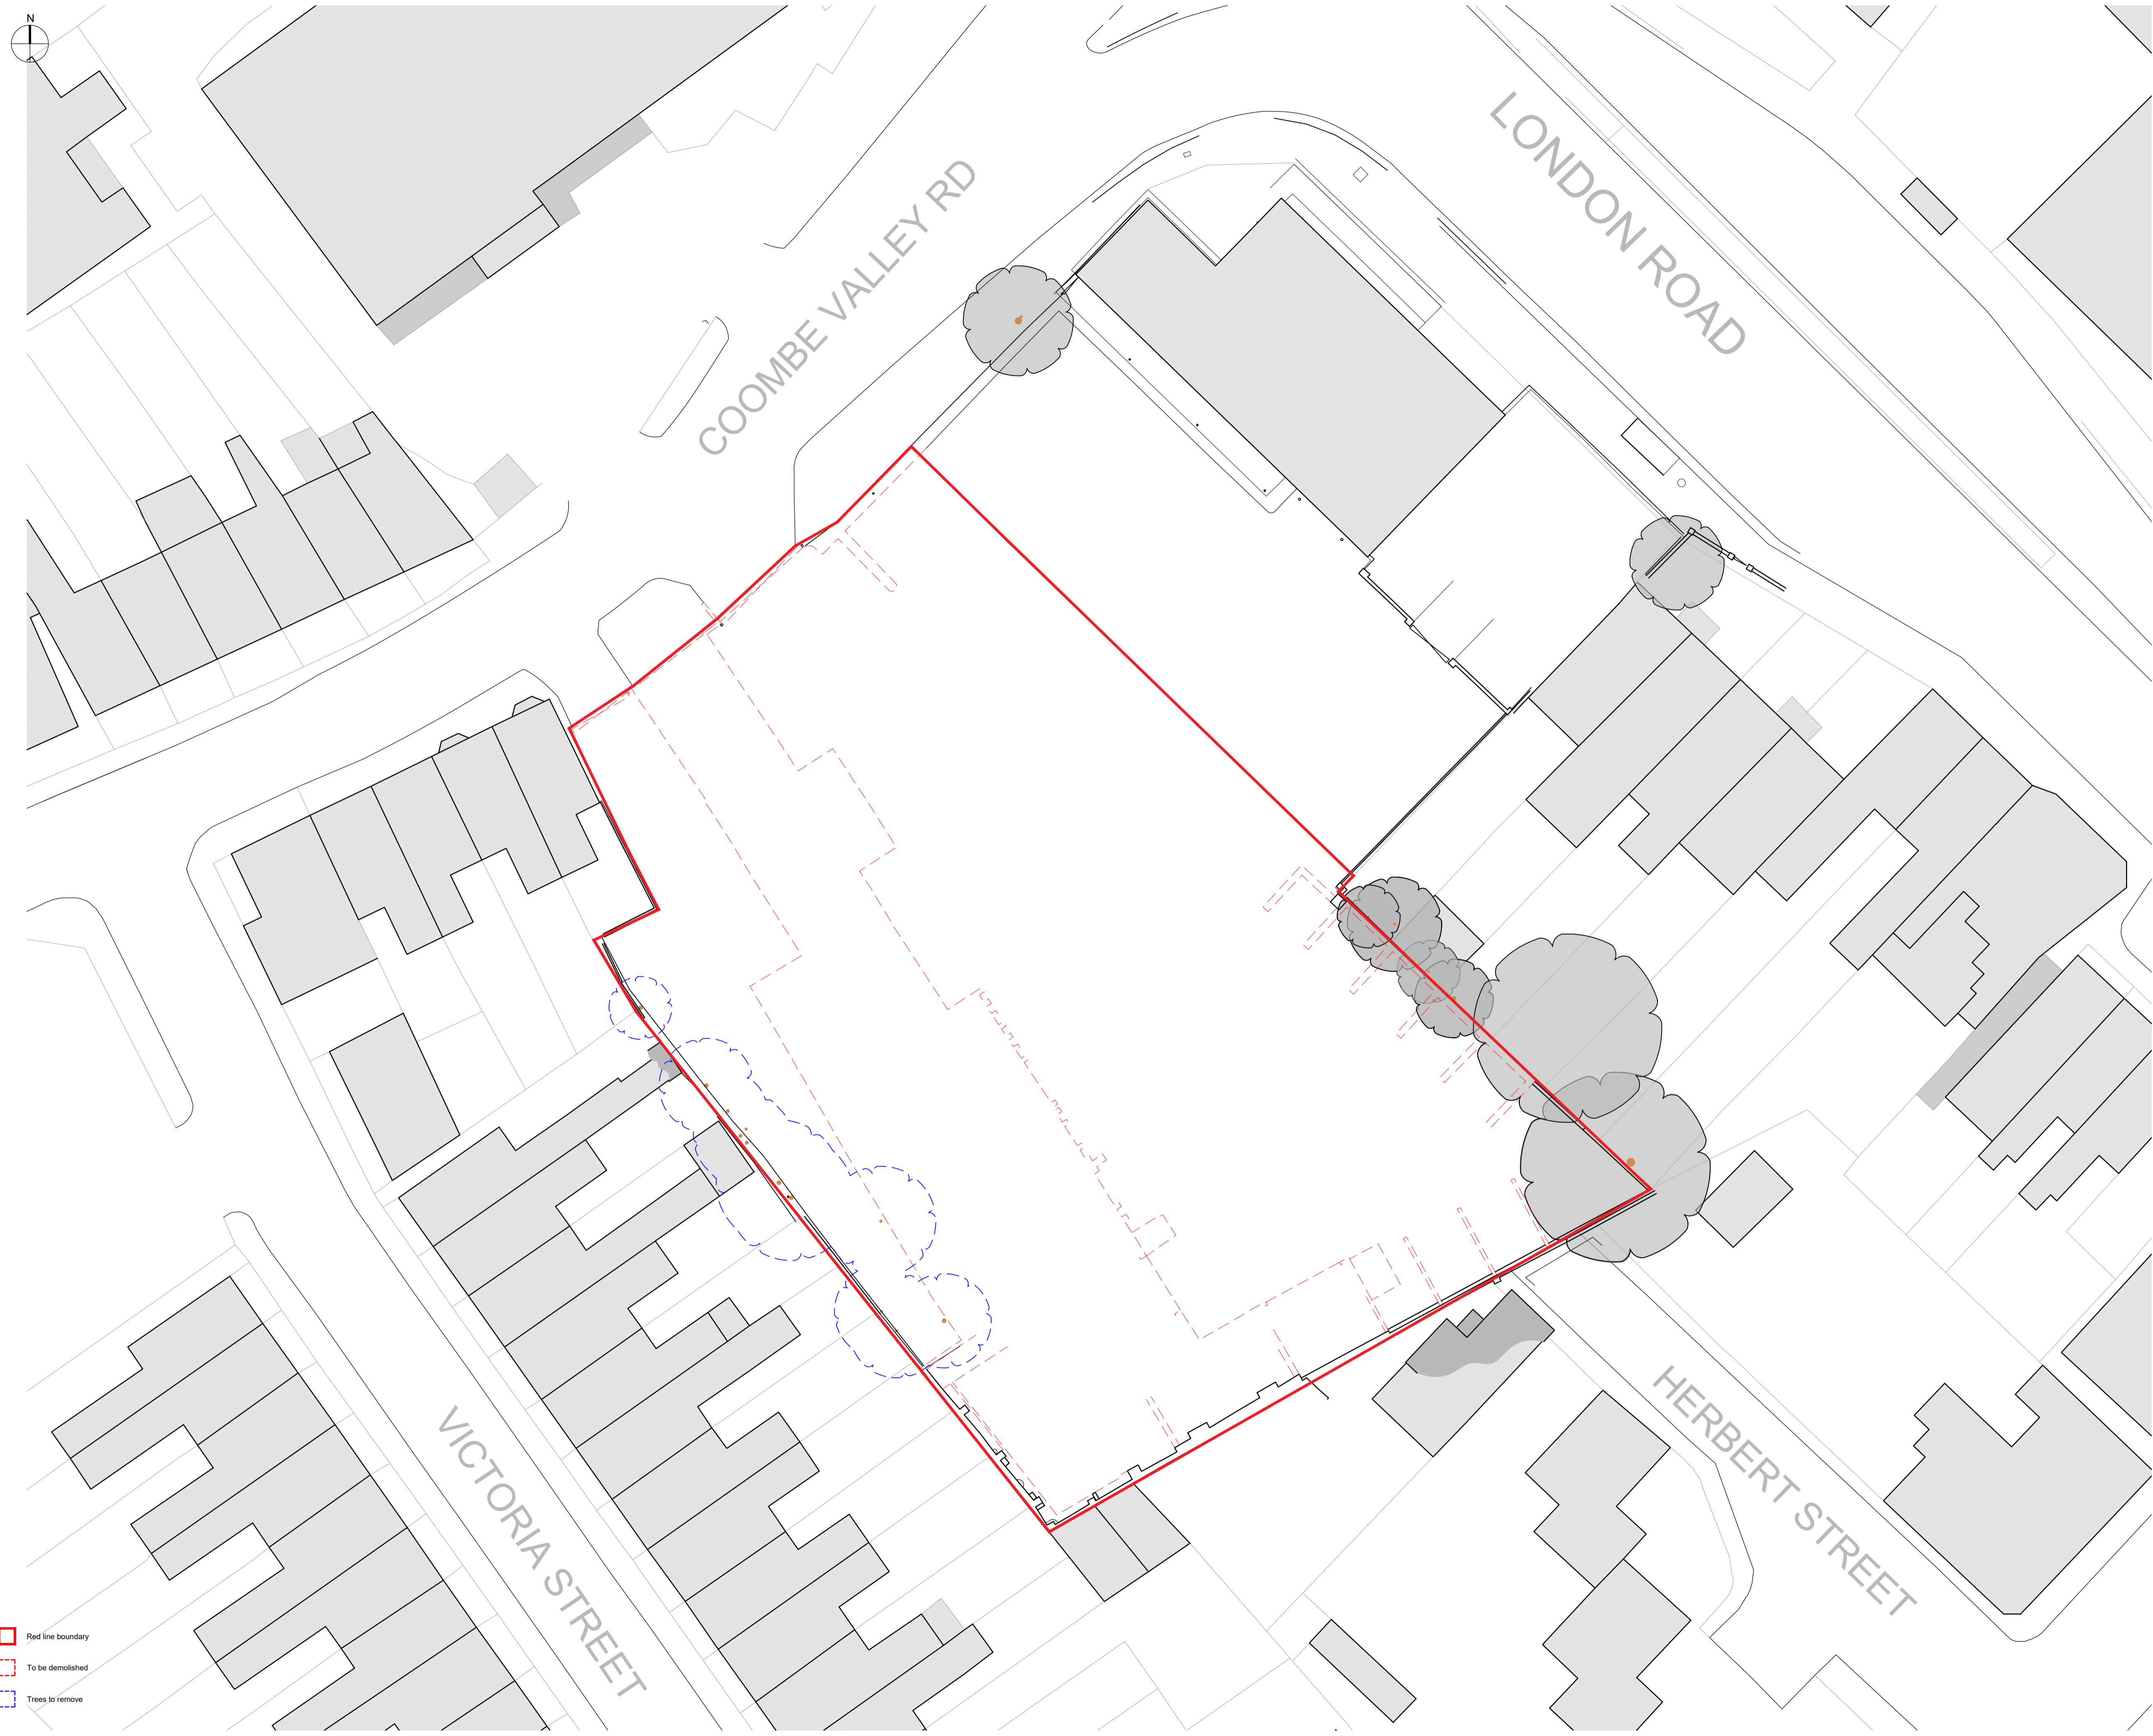 N
LONDON ROAD
COOMBE VALLEY RD
VICTORIA STREET
HERBERT STREET
Red line boundary
To be demolished
Trees to remove